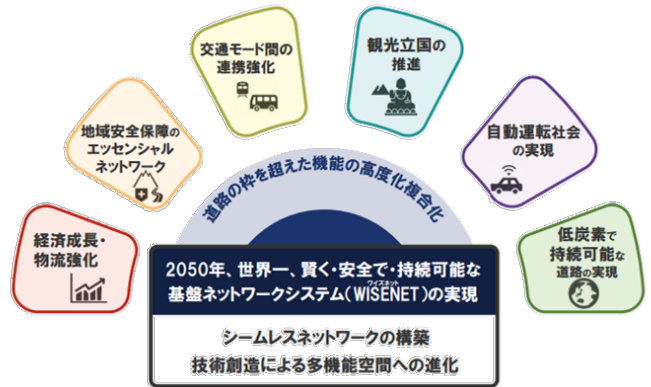 交通モード間の
連携強化
観光立国の
推進
地域安全保障の
エッセンシャル
ネットワーク
自動運転社会
の実現
経済成長・
物流強化
低炭素で
持続可能な
道路の実現
道路の枠を超えた機能の高度化複合化
2050年、世界一、賢く・安全で・持続可能な
ワイズネット
基盤ネットワークシステム(WISENET)の実現
シームレスネットワークの構築
技術創造による多機能空間への進化